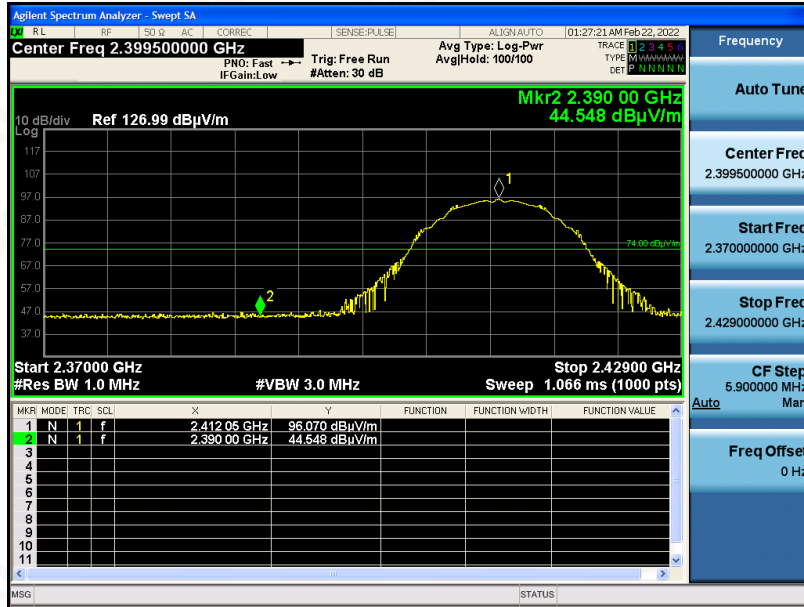 Agilent Spectrum Analyzer - Swept SA
LXI RL RF 50 Ω AC CORREC SENSE:PULSE ALIGN AUTO 01:27:21 AM Feb 22, 2022
Center Freq 2.399500000 GHz
PNO: Fast
IFGain:Low
Trig: Free Run
#Atten: 30 dB
Avg Type: Log-Pwr
Avg|Hold: 100/100
TRACE 1 2 3 4 5 6
TYPE M WWWWW
DET P N N N N N
Mkr2 2.390 00 GHz
44.548 dBµV/m
10 dB/div Ref 126.99 dBµV/m
Log
117
107
97.0
87.0
77.0
67.0
57.0
47.0
37.0
1
2
74.00 dBµV/m
Start 2.37000 GHz Stop 2.42900 GHz
#Res BW 1.0 MHz #VBW 3.0 MHz Sweep 1.066 ms (1000 pts)
MKR MODE TRC SCL X Y FUNCTION FUNCTION WIDTH FUNCTION VALUE
1 N 1 f 2.412 05 GHz 96.070 dBµV/m
2 N 1 f 2.390 00 GHz 44.548 dBµV/m
3
4
5
6
7
8
9
10
11
MSG STATUS
Frequency
Auto Tune
Center Freq
2.399500000 GHz
Start Freq
2.370000000 GHz
Stop Freq
2.429000000 GHz
CF Step
5.900000 MHz
Auto Man
Freq Offset
0 Hz